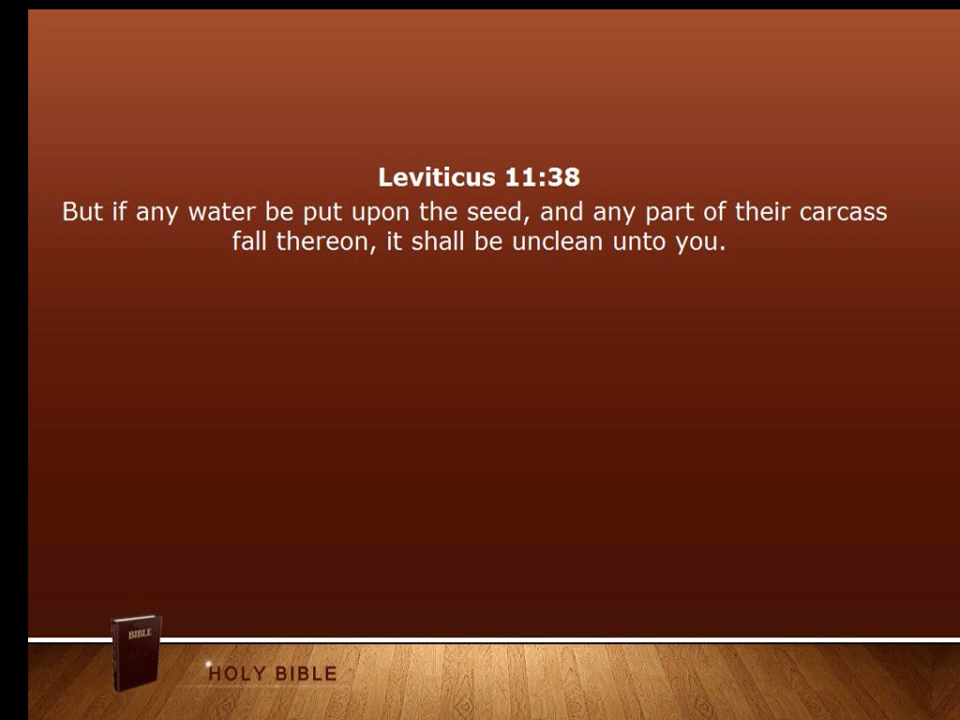 Leviticus 11:38
But if any water be put upon the seed, and any part of their carcass
fall thereon, it shall be unclean unto you.
BIBLE
HOLY BIBLE